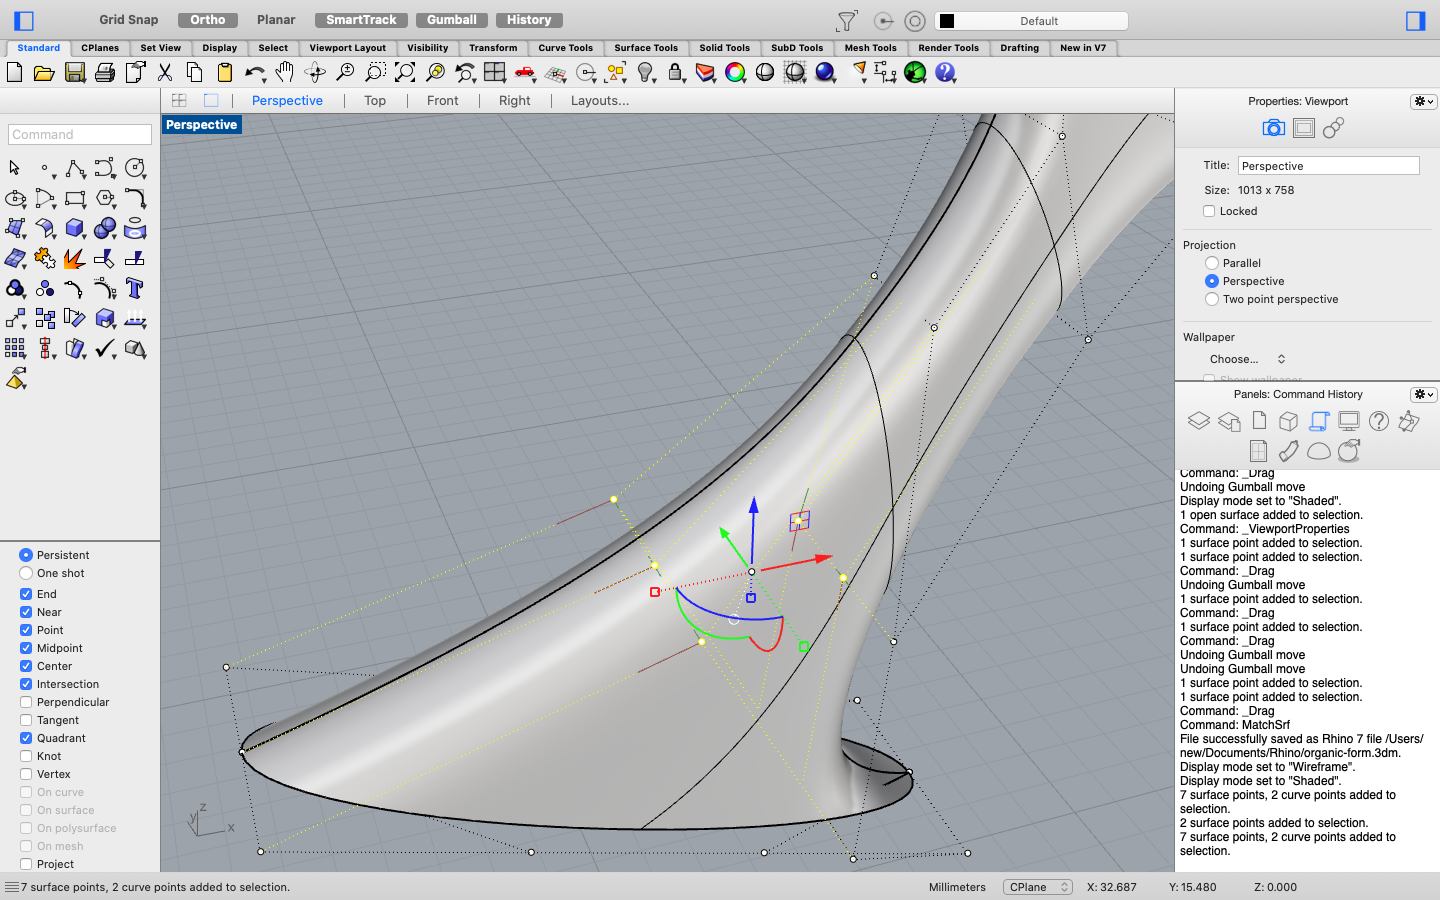 Grid Snap Ortho Planar SmartTrack Gumball History Default
Standard CPlanes Set View Display Select Viewport Layout Visibility Transform Curve Tools Surface Tools Solid Tools SubD Tools Mesh Tools Render Tools Drafting New in V7
Perspective Top Front Right Layouts...
Perspective
Command
Persistent
One shot
End
Near
Point
Midpoint
Center
Intersection
Perpendicular
Tangent
Quadrant
Knot
Vertex
On curve
On surface
On polysurface
On mesh
Project
z
y
x
Properties: Viewport
Title: Perspective
Size: 1013 x 758
Locked
Projection
Parallel
Perspective
Two point perspective
Wallpaper
Choose...
Show wallpaper
Panels: Command History
Command: _Drag
Undoing Gumball move
Display mode set to "Shaded".
1 open surface added to selection.
Command: _ViewportProperties
1 surface point added to selection.
1 surface point added to selection.
Command: _Drag
Undoing Gumball move
1 surface point added to selection.
Command: _Drag
1 surface point added to selection.
Command: _Drag
Undoing Gumball move
Undoing Gumball move
1 surface point added to selection.
1 surface point added to selection.
Command: _Drag
Command: MatchSrf
File successfully saved as Rhino 7 file /Users/
new/Documents/Rhino/organic-form.3dm.
Display mode set to "Wireframe".
Display mode set to "Shaded".
7 surface points, 2 curve points added to
selection.
2 surface points added to selection.
7 surface points, 2 curve points added to
selection.
7 surface points, 2 curve points added to selection. Millimeters CPlane X: 32.687 Y: 15.480 Z: 0.000